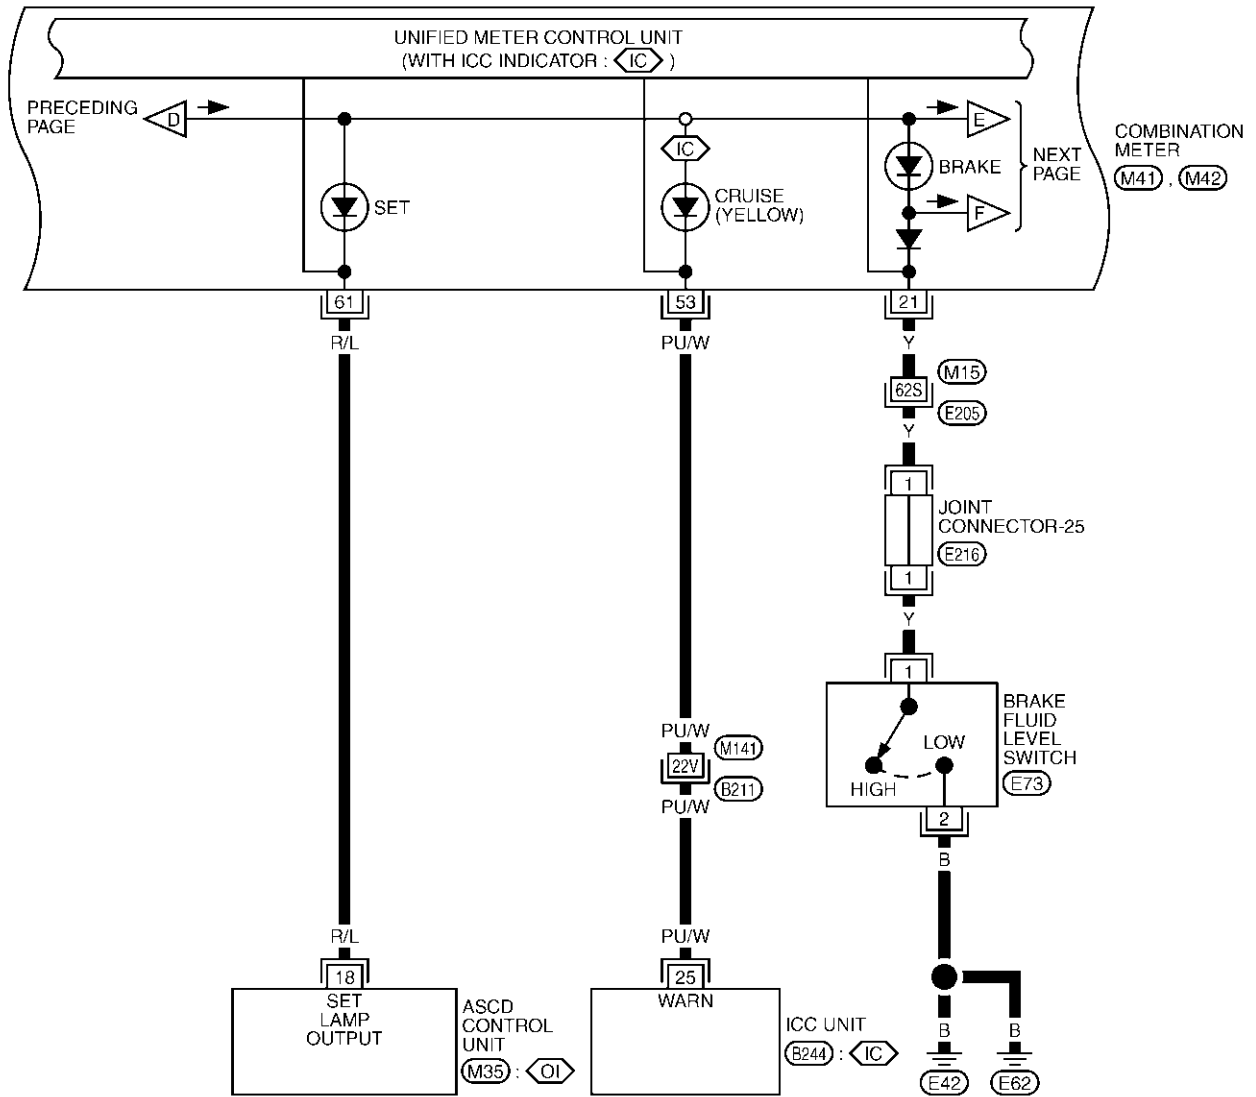 UNIFIED METER CONTROL UNIT
(WITH ICC INDICATOR : IC )
PRECEDING
PAGE
D
E
IC
BRAKE
NEXT
PAGE
COMBINATION
METER
M41 , M42
SET
CRUISE
(YELLOW)
F
61
53
21
R/L
PU/W
Y
M15
62S
E205
Y
1
JOINT
CONNECTOR-25
E216
1
Y
1
BRAKE
FLUID
LEVEL
SWITCH
E73
LOW
HIGH
PU/W
M141
22V
B211
PU/W
2
B
R/L
PU/W
18
25
SET
LAMP
OUTPUT
ASCD
CONTROL
UNIT
M35 : OI
WARN
ICC UNIT
B244 : IC
B
B
E42
E62